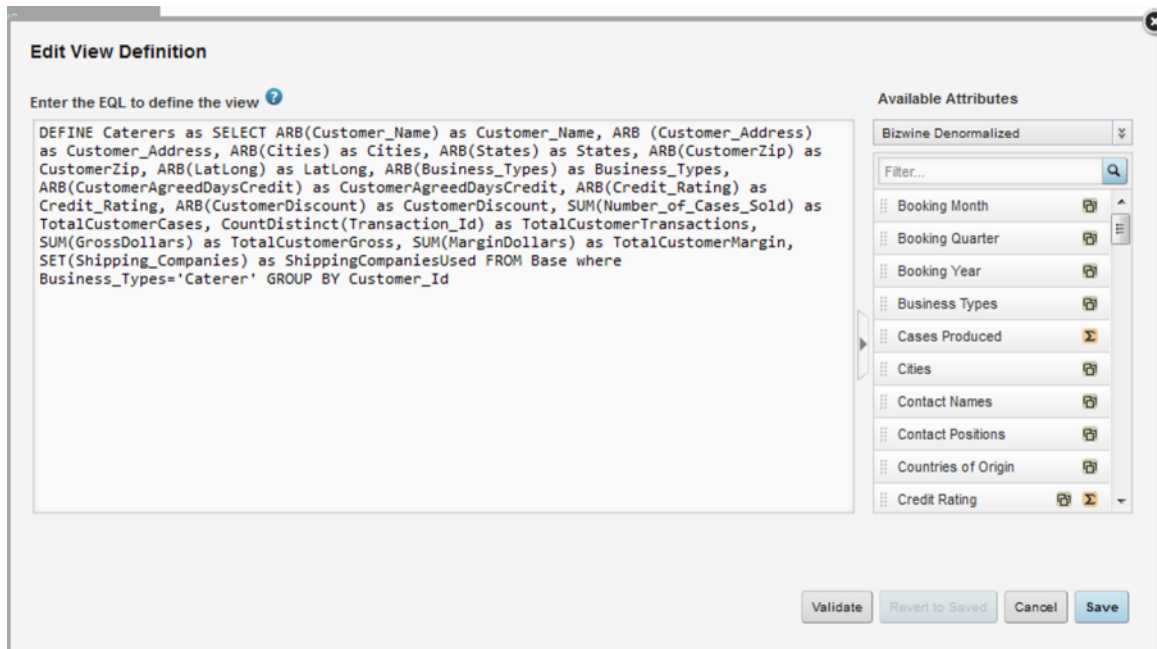 Edit View Definition
Enter the EQL to define the view ?
DEFINE Caterers as SELECT ARB(Customer_Name) as Customer_Name, ARB (Customer_Address)
as Customer_Address, ARB(Cities) as Cities, ARB(States) as States, ARB(CustomerZip) as
CustomerZip, ARB(LatLong) as LatLong, ARB(Business_Types) as Business_Types,
ARB(CustomerAgreedDaysCredit) as CustomerAgreedDaysCredit, ARB(Credit_Rating) as
Credit_Rating, ARB(CustomerDiscount) as CustomerDiscount, SUM(Number_of_Cases_Sold) as
TotalCustomerCases, CountDistinct(Transaction_Id) as TotalCustomerTransactions,
SUM(GrossDollars) as TotalCustomerGross, SUM(MarginDollars) as TotalCustomerMargin,
SET(Shipping_Companies) as ShippingCompaniesUsed FROM Base where
Business_Types='Caterer' GROUP BY Customer_Id
Available Attributes
Bizwine Denormalized
Filter...
Booking Month
Booking Quarter
Booking Year
Business Types
Cases Produced Σ
Cities
Contact Names
Contact Positions
Countries of Origin
Credit Rating Σ
Validate Revert to Saved Cancel Save